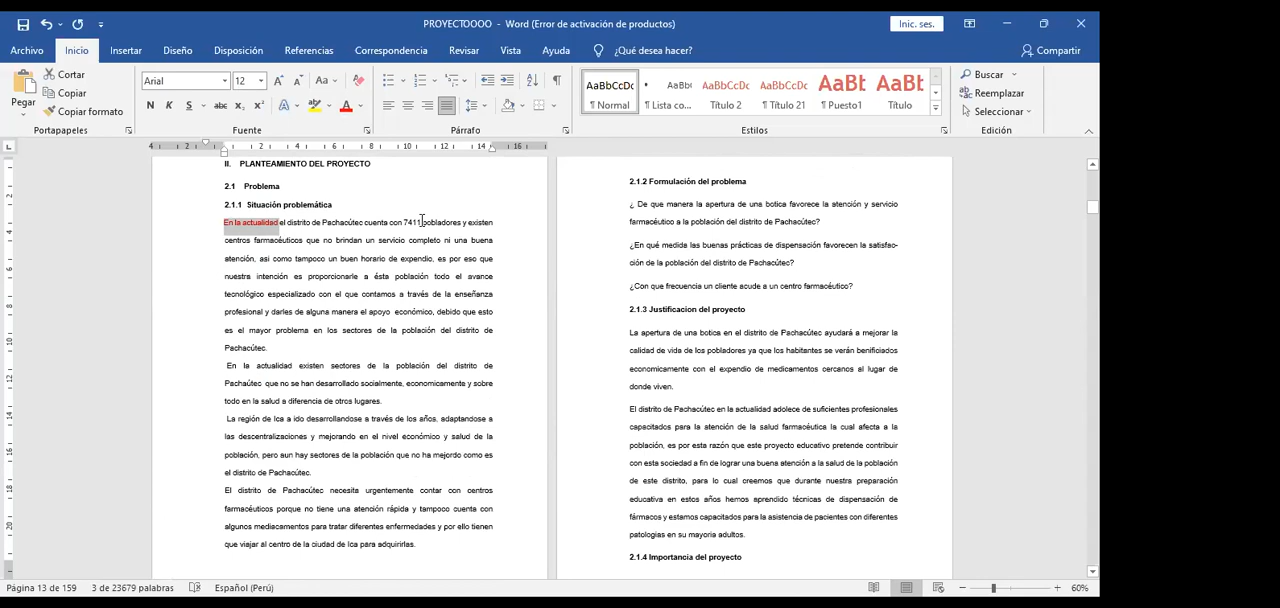 PROYECTOOOO - Word (Error de activación de productos)
Inic. ses.
Archivo Inicio Insertar Diseño Disposición Referencias Correspondencia Revisar Vista Ayuda ¿Qué desea hacer? Compartir
Pegar
Cortar
Copiar
Copiar formato
Portapapeles
Arial 12
N K S abc x₂ x²
Fuente
Párrafo
AaBbCcDc ¶ Normal
AaBbC ¶ Lista co...
AaBbCcDc Título 2
AaBbCcDc ¶ Título 21
AaBt ¶ Puesto1
AaBt Título
Estilos
Buscar
Reemplazar
Seleccionar
Edición
II. PLANTEAMIENTO DEL PROYECTO
2.1 Problema
2.1.1 Situación problemática
En la actualidad el distrito de Pachacútec cuenta con 7411 pobladores y existen
centros farmacéuticos que no brindan un servicio completo ni una buena
atención, asi como tampoco un buen horario de expendio, es por eso que
nuestra intención es proporcionarle a ésta población todo el avance
tecnológico especializado con el que contamos a través de la enseñanza
profesional y darles de alguna manera el apoyo económico, debido que esto
es el mayor problema en los sectores de la población del distrito de
Pachacútec.
En la actualidad existen sectores de la población del distrito de
Pachaútec que no se han desarrollado socialmente, economicamente y sobre
todo en la salud a diferencia de otros lugares.
La región de Ica a ido desarrollandose a través de los años, adaptandose a
las descentralizaciones y mejorando en el nivel económico y salud de la
población, pero aun hay sectores de la población que no ha mejordo como es
el distrito de Pachacútec.
El distrito de Pachacútec necesita urgentemente contar con centros
farmacéuticos porque no tiene una atención rápida y tampoco cuenta con
algunos mediacamentos para tratar diferentes enfermedades y por ello tienen
que viajar al centro de la ciudad de Ica para adquirirlas.
2.1.2 Formulación del problema
¿ De que manera la apertura de una botica favorece la atención y servicio
farmacéutico a la población del distrito de Pachacútec?
¿En qué medida las buenas prácticas de dispensación favorecen la satisfac-
ción de la población del distrito de Pachacútec?
¿Con que frecuencia un cliente acude a un centro farmacéutico?
2.1.3 Justificacion del proyecto
La apertura de una botica en el distrito de Pachacútec ayudará a mejorar la
calidad de vida de los pobladores ya que los habitantes se verán benificiados
economicamente con el expendio de medicamentos cercanos al lugar de
donde viven.
El distrito de Pachacútec en la actualidad adolece de suficientes profesionales
capacitados para la atención de la salud farmacéutica la cual afecta a la
población, es por esta razón que este proyecto educativo pretende contribuir
con esta sociedad a fin de lograr una buena atención a la salud de la población
de este distrito, para lo cual creemos que durante nuestra preparación
educativa en estos años hemos aprendido técnicas de dispensación de
fármacos y estamos capacitados para la asistencia de pacientes con diferentes
patologias en su mayoria adultos.
2.1.4 Importancia del proyecto
Página 13 de 159 3 de 23679 palabras Español (Perú) 60%